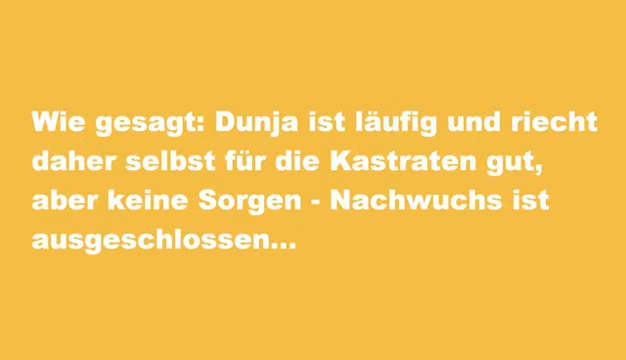 Wie gesagt: Dunja ist läufig und riecht
daher selbst für die Kastraten gut,
aber keine Sorgen - Nachwuchs ist
ausgeschlossen...